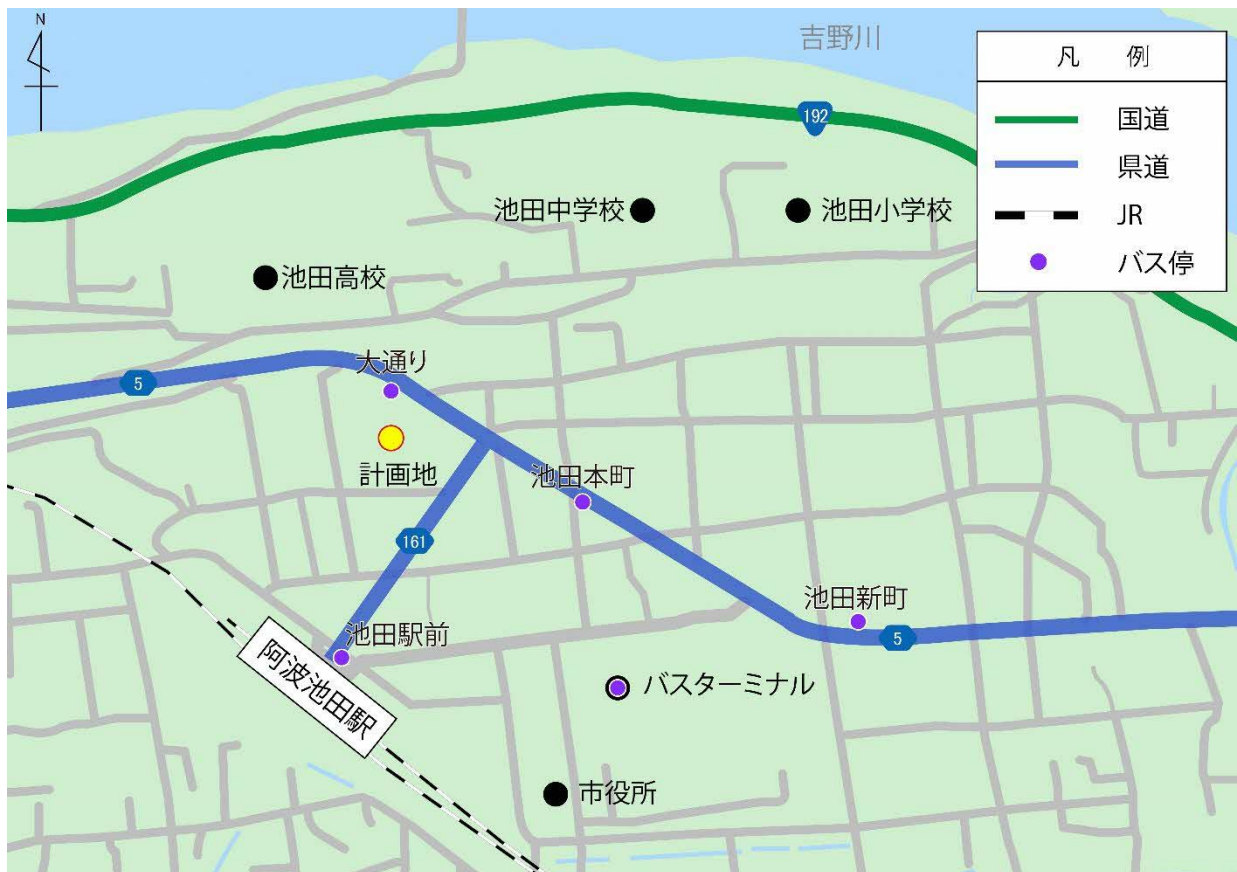 N
吉野川
凡 例
国道
県道
JR
バス停
192
池田中学校
池田小学校
池田高校
大通り
5
計画地
池田本町
161
池田新町
池田駅前
5
阿波池田駅
バスターミナル
市役所